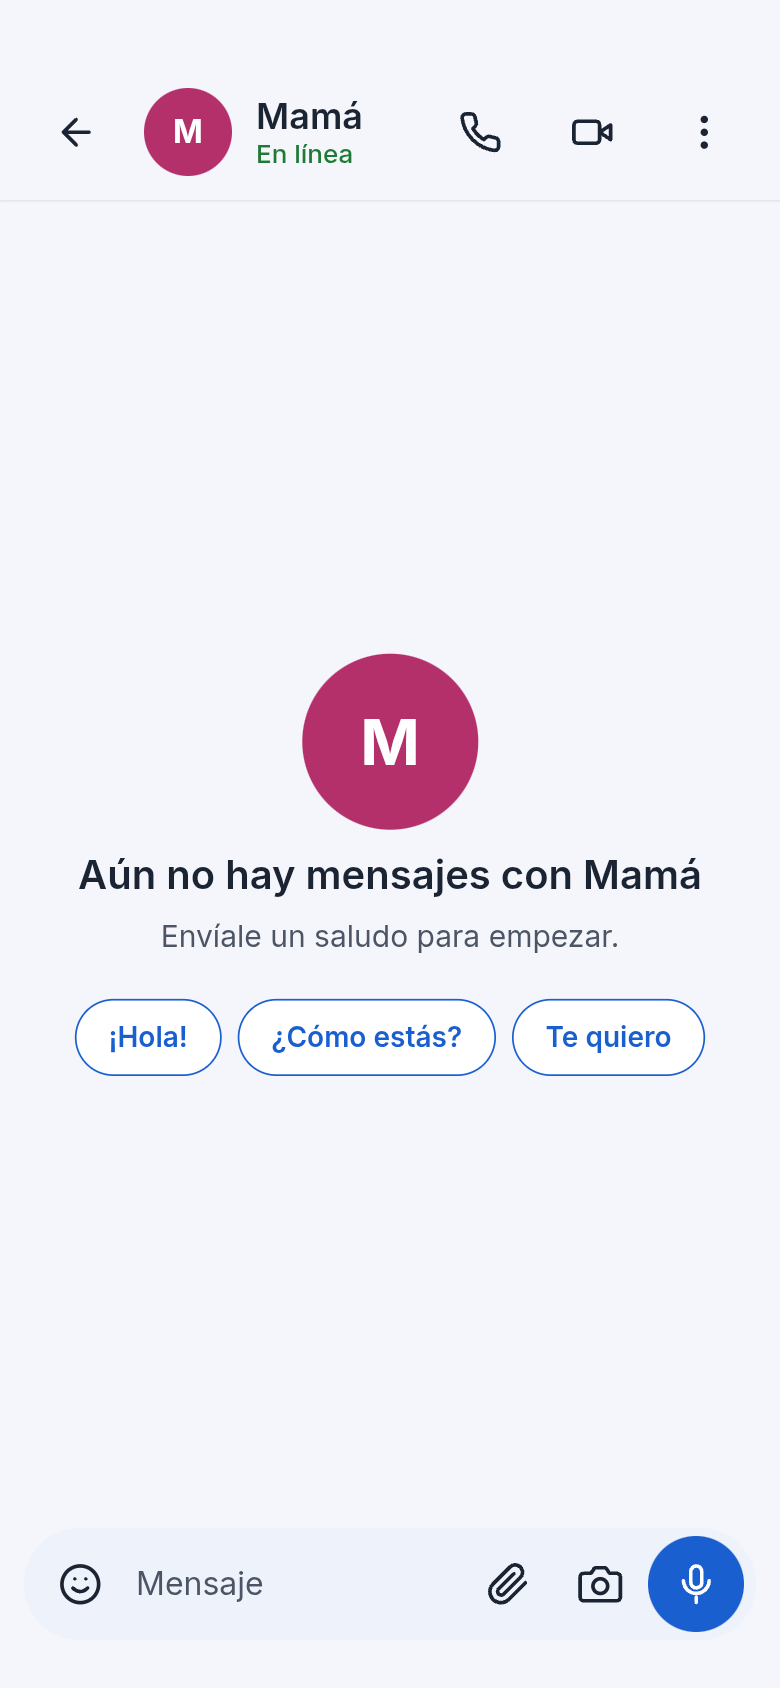 M
Mamá
En línea
M
Aún no hay mensajes con Mamá
Envíale un saludo para empezar.
¡Hola!
¿Cómo estás?
Te quiero
Mensaje